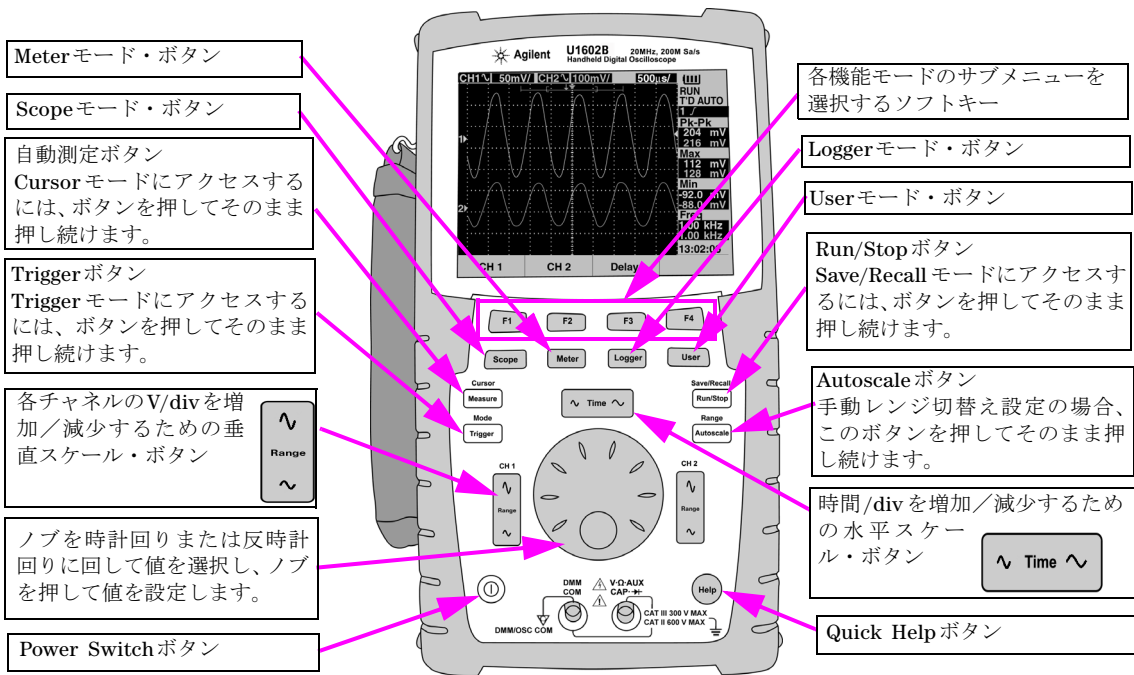 Meterモード・ボタン
Scopeモード・ボタン
自動測定ボタン
Cursorモードにアクセスする
には、ボタンを押してそのまま
押し続けます。
Triggerボタン
Triggerモードにアクセスする
には、ボタンを押してそのまま
押し続けます。
各チャネルのV/divを増
加／減少するための垂
直スケール・ボタン
Range
ノブを時計回りまたは反時計
回りに回して値を選択し、ノブ
を押して値を設定します。
Power Switchボタン
Agilent
U1602B 20MHz, 200M Sa/s
Handheld Digital Oscilloscope
CH1 50mV/ CH2 100mV/ 500μs/
RUN
T'D AUTO
1
Pk-Pk
204 mV
216 mV
Max
112 mV
128 mV
Min
-92.0 mV
-88.0 mV
Freq
1.00 kHz
1.00 kHz
13:02:05
1
2
CH 1 CH 2 Delay
F1 F2 F3 F4
Scope Meter Logger User
Cursor
Measure
Mode
Trigger
Time
Save/Recall
Run/Stop
Range
Autoscale
CH 1
Range
CH 2
Range
DMM
COM
V·Ω·AUX
CAP·
DMM/OSC COM
CAT III 300 V MAX
CAT II 600 V MAX
Help
各機能モードのサブメニューを
選択するソフトキー
Loggerモード・ボタン
Userモード・ボタン
Run/Stopボタン
Save/Recallモードにアクセスす
るには、ボタンを押してそのまま
押し続けます。
Autoscaleボタン
手動レンジ切替え設定の場合、
このボタンを押してそのまま押
し続けます。
時間/divを増加／減少するため
の水平スケー
ル・ボタン
Time
Quick Helpボタン